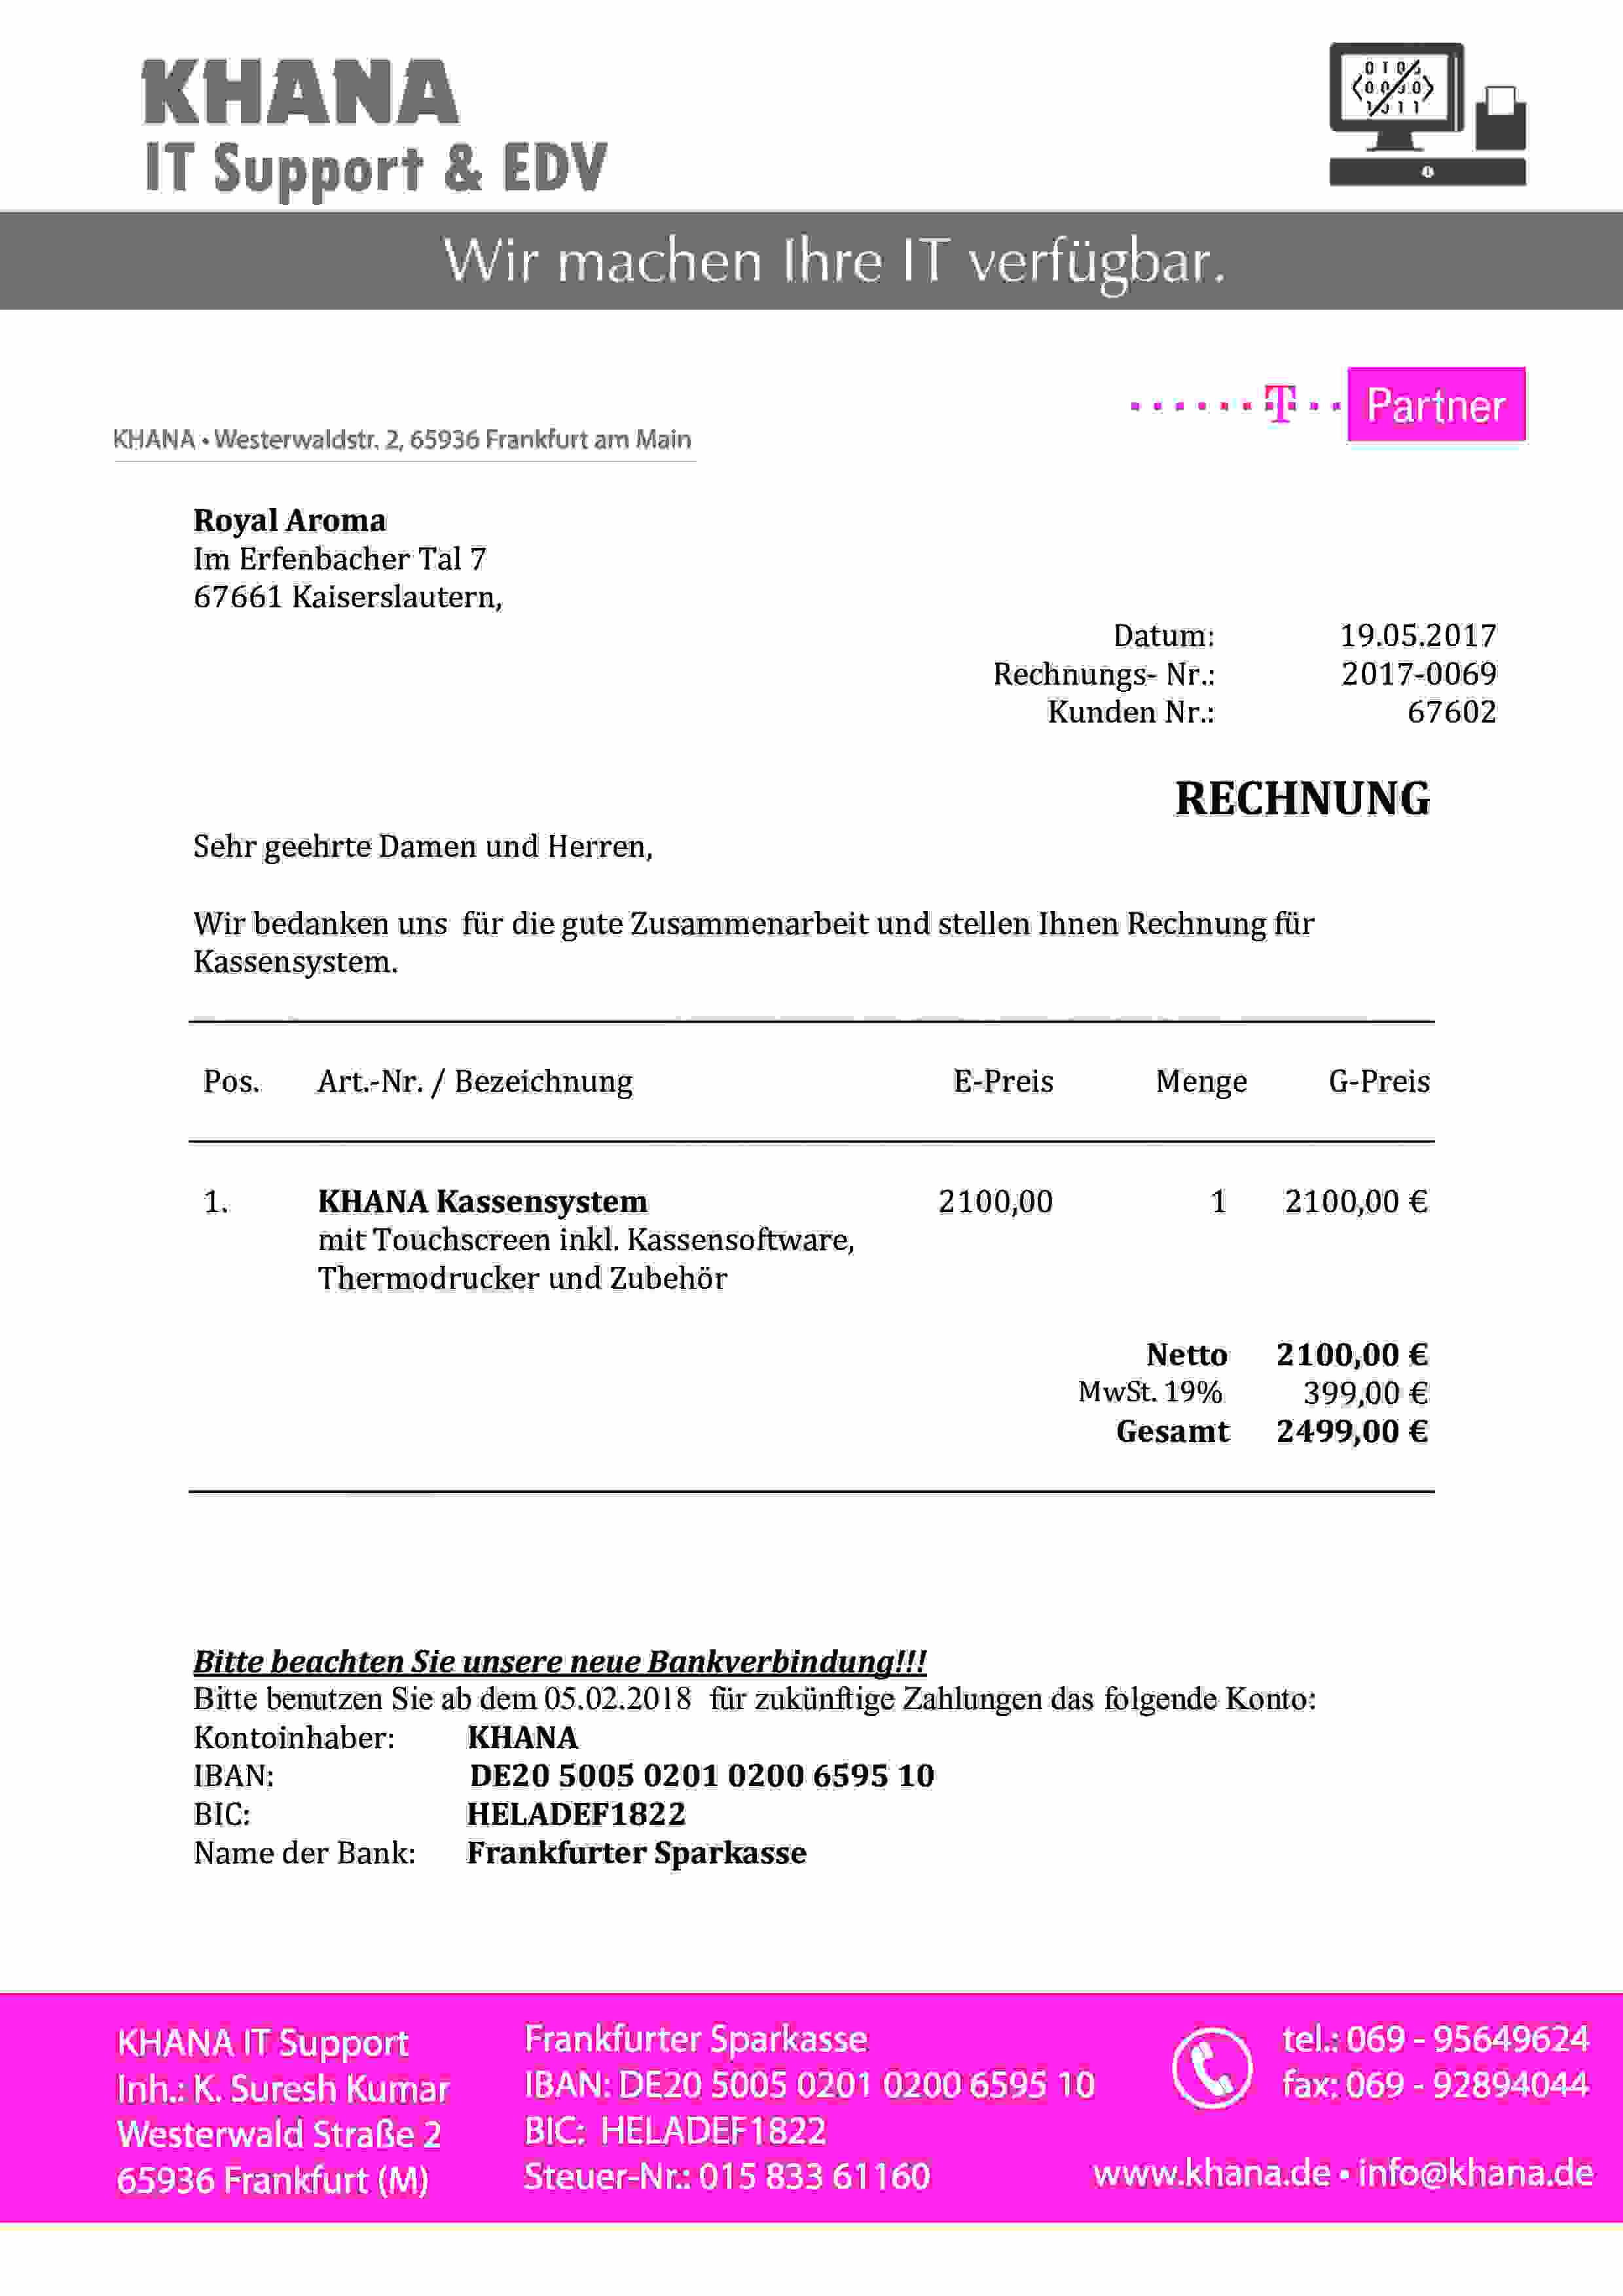 KHANA
IT Support & EDV
Wir machen Ihre IT verfügbar.
T Partner
KHANA • Westerwaldstr. 2, 65936 Frankfurt am Main
Royal Aroma
Im Erfenbacher Tal 7
67661 Kaiserslautern,
Datum: 19.05.2017
Rechnungs- Nr.: 2017-0069
Kunden Nr.: 67602
RECHNUNG
Sehr geehrte Damen und Herren,
Wir bedanken uns für die gute Zusammenarbeit und stellen Ihnen Rechnung für
Kassensystem.
Pos. Art.-Nr. / Bezeichnung E-Preis Menge G-Preis
1. KHANA Kassensystem 2100,00 1 2100,00 €
mit Touchscreen inkl. Kassensoftware,
Thermodrucker und Zubehör
Netto 2100,00 €
MwSt. 19% 399,00 €
Gesamt 2499,00 €
Bitte beachten Sie unsere neue Bankverbindung!!!
Bitte benutzen Sie ab dem 05.02.2018 für zukünftige Zahlungen das folgende Konto:
Kontoinhaber: KHANA
IBAN: DE20 5005 0201 0200 6595 10
BIC: HELADEF1822
Name der Bank: Frankfurter Sparkasse
KHANA IT Support
Inh.: K. Suresh Kumar
Westerwald Straße 2
65936 Frankfurt (M)
Frankfurter Sparkasse
IBAN: DE20 5005 0201 0200 6595 10
BIC: HELADEF1822
Steuer-Nr.: 015 833 61160
tel.: 069 - 95649624
fax: 069 - 92894044
www.khana.de • info@khana.de